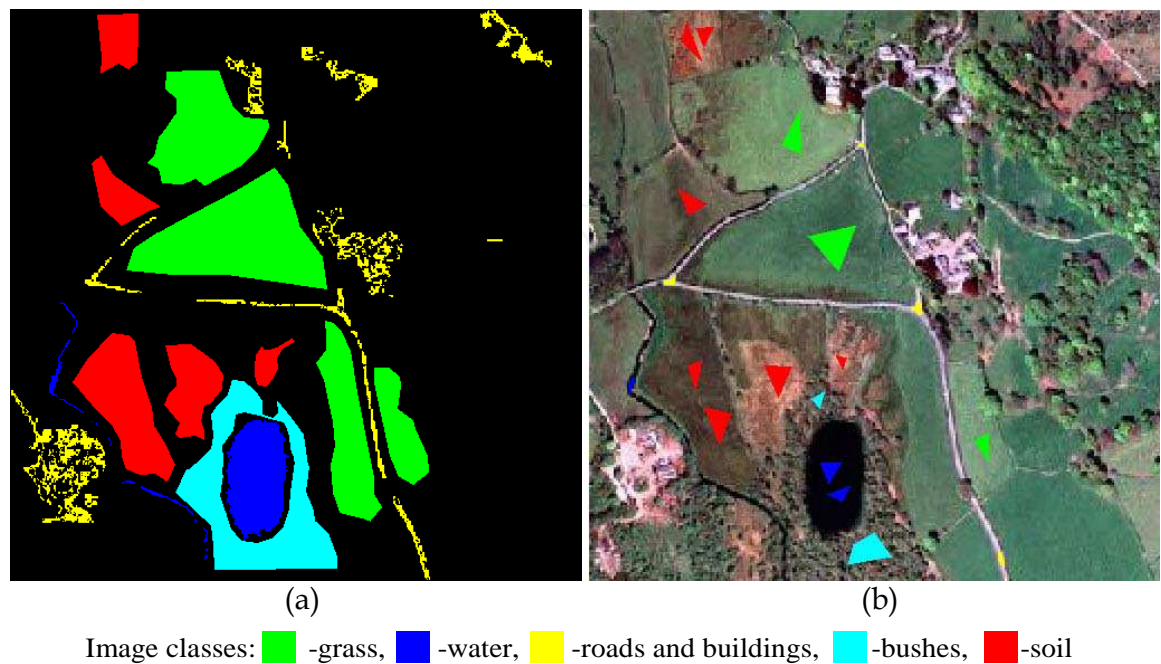 (a) (b)
Image classes: -grass, -water, -roads and buildings, -bushes, -soil